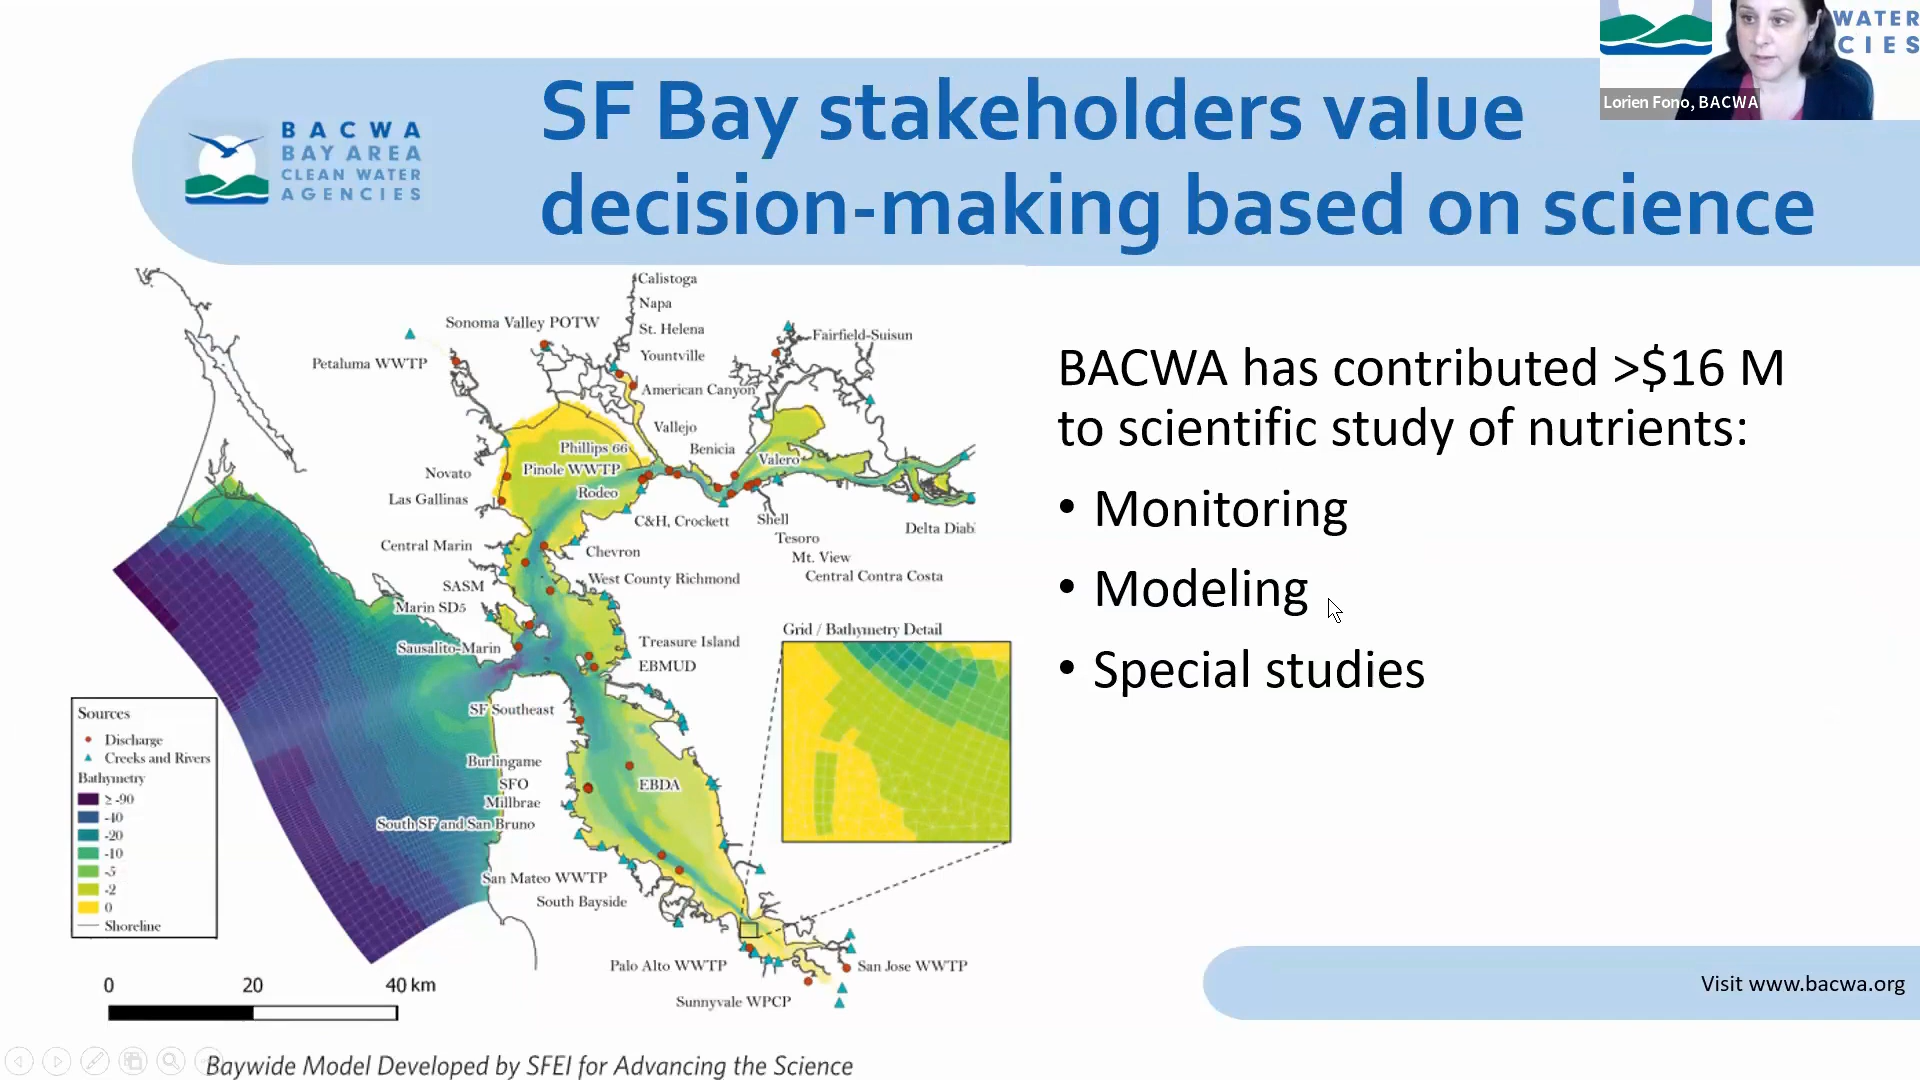 WATER
CIES
Lorien Fono, BACWA
BACWA
BAY AREA
CLEAN WATER
AGENCIES
SF Bay stakeholders value
decision-making based on science
Calistoga
Napa
Sonoma Valley POTW
St. Helena
Fairfield-Suisun
Petaluma WWTP
Yountville
American Canyon
Vallejo
Phillips 66
Benicia
Valero
Pinole WWTP
Novato
Rodeo
Las Gallinas
C&H, Crockett
Shell
Delta Diab
Tesoro
Central Marin
Chevron
Mt. View
West County Richmond
Central Contra Costa
SASM
Marin SD5
Treasure Island
Sausalito-Marin
EBMUD
SF Southeast
Burlingame
SFO
EBDA
Millbrae
South SF and San Bruno
San Mateo WWTP
South Bayside
Palo Alto WWTP
San Jose WWTP
Sunnyvale WPCP
Grid / Bathymetry Detail
Sources
Discharge
Creeks and Rivers
Bathymetry
≥ -90
-40
-20
-10
-5
-2
0
Shoreline
0 20 40 km
Baywide Model Developed by SFEI for Advancing the Science
BACWA has contributed >$16 M
to scientific study of nutrients:
• Monitoring
• Modeling
• Special studies
Visit www.bacwa.org